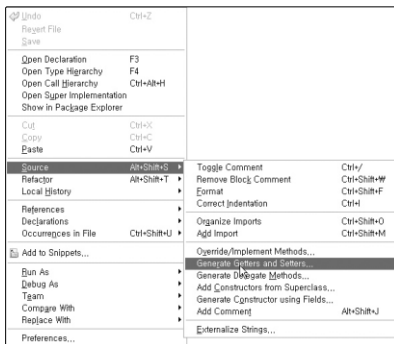 Undo Ctrl+Z
Revert File
Save
Open Declaration F3
Open Type Hierarchy F4
Open Call Hierarchy Ctrl+Alt+H
Open Super Implementation
Show in Package Explorer
Cut Ctrl+X
Copy Ctrl+C
Paste Ctrl+V
Source Alt+Shift+S
Refactor Alt+Shift+T
Local History
References
Declarations
Occurrences in File Ctrl+Shift+U
Add to Snippets...
Run As
Debug As
Team
Compare With
Replace With
Preferences...
Toggle Comment Ctrl+/
Remove Block Comment Ctrl+Shift+₩
Format Ctrl+Shift+F
Correct Indentation Ctrl+I
Organize Imports Ctrl+Shift+O
Add Import Ctrl+Shift+M
Override/Implement Methods...
Generate Getters and Setters...
Generate Delegate Methods...
Add Constructors from Superclass...
Generate Constructor using Fields...
Add Comment Alt+Shift+J
Externalize Strings...